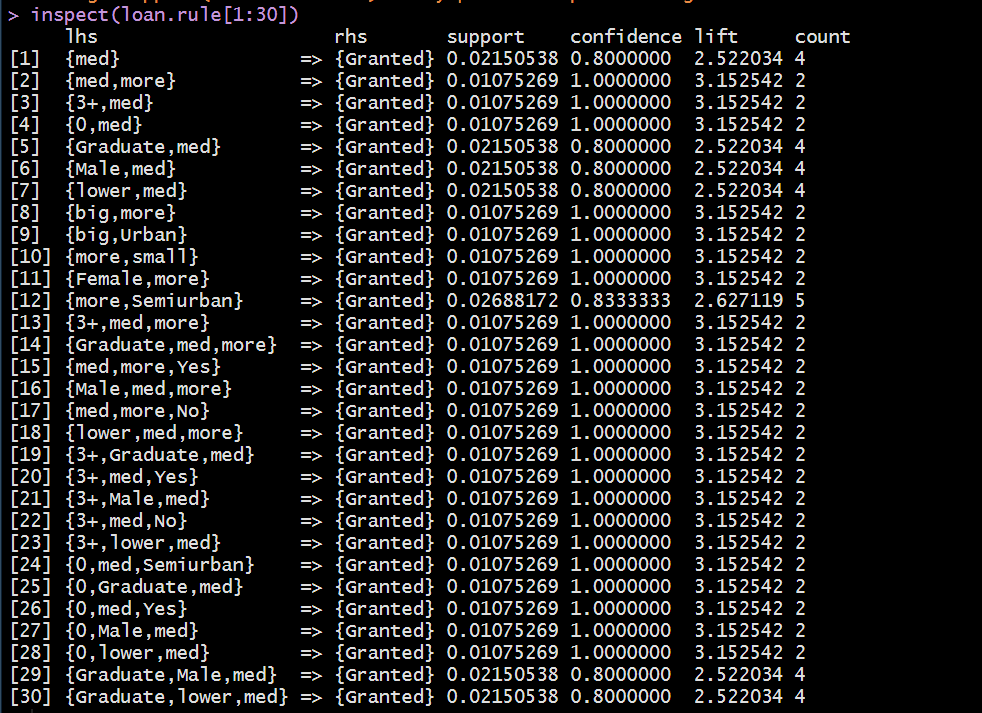 > inspect(loan.rule[1:30])
lhs rhs support confidence lift count
[1] {med} => {Granted} 0.02150538 0.8000000 2.522034 4
[2] {med,more} => {Granted} 0.01075269 1.0000000 3.152542 2
[3] {3+,med} => {Granted} 0.01075269 1.0000000 3.152542 2
[4] {0,med} => {Granted} 0.01075269 1.0000000 3.152542 2
[5] {Graduate,med} => {Granted} 0.02150538 0.8000000 2.522034 4
[6] {Male,med} => {Granted} 0.02150538 0.8000000 2.522034 4
[7] {lower,med} => {Granted} 0.02150538 0.8000000 2.522034 4
[8] {big,more} => {Granted} 0.01075269 1.0000000 3.152542 2
[9] {big,Urban} => {Granted} 0.01075269 1.0000000 3.152542 2
[10] {more,small} => {Granted} 0.01075269 1.0000000 3.152542 2
[11] {Female,more} => {Granted} 0.01075269 1.0000000 3.152542 2
[12] {more,Semiurban} => {Granted} 0.02688172 0.8333333 2.627119 5
[13] {3+,med,more} => {Granted} 0.01075269 1.0000000 3.152542 2
[14] {Graduate,med,more} => {Granted} 0.01075269 1.0000000 3.152542 2
[15] {med,more,Yes} => {Granted} 0.01075269 1.0000000 3.152542 2
[16] {Male,med,more} => {Granted} 0.01075269 1.0000000 3.152542 2
[17] {med,more,No} => {Granted} 0.01075269 1.0000000 3.152542 2
[18] {lower,med,more} => {Granted} 0.01075269 1.0000000 3.152542 2
[19] {3+,Graduate,med} => {Granted} 0.01075269 1.0000000 3.152542 2
[20] {3+,med,Yes} => {Granted} 0.01075269 1.0000000 3.152542 2
[21] {3+,Male,med} => {Granted} 0.01075269 1.0000000 3.152542 2
[22] {3+,med,No} => {Granted} 0.01075269 1.0000000 3.152542 2
[23] {3+,lower,med} => {Granted} 0.01075269 1.0000000 3.152542 2
[24] {0,med,Semiurban} => {Granted} 0.01075269 1.0000000 3.152542 2
[25] {0,Graduate,med} => {Granted} 0.01075269 1.0000000 3.152542 2
[26] {0,med,Yes} => {Granted} 0.01075269 1.0000000 3.152542 2
[27] {0,Male,med} => {Granted} 0.01075269 1.0000000 3.152542 2
[28] {0,lower,med} => {Granted} 0.01075269 1.0000000 3.152542 2
[29] {Graduate,Male,med} => {Granted} 0.02150538 0.8000000 2.522034 4
[30] {Graduate,lower,med} => {Granted} 0.02150538 0.8000000 2.522034 4